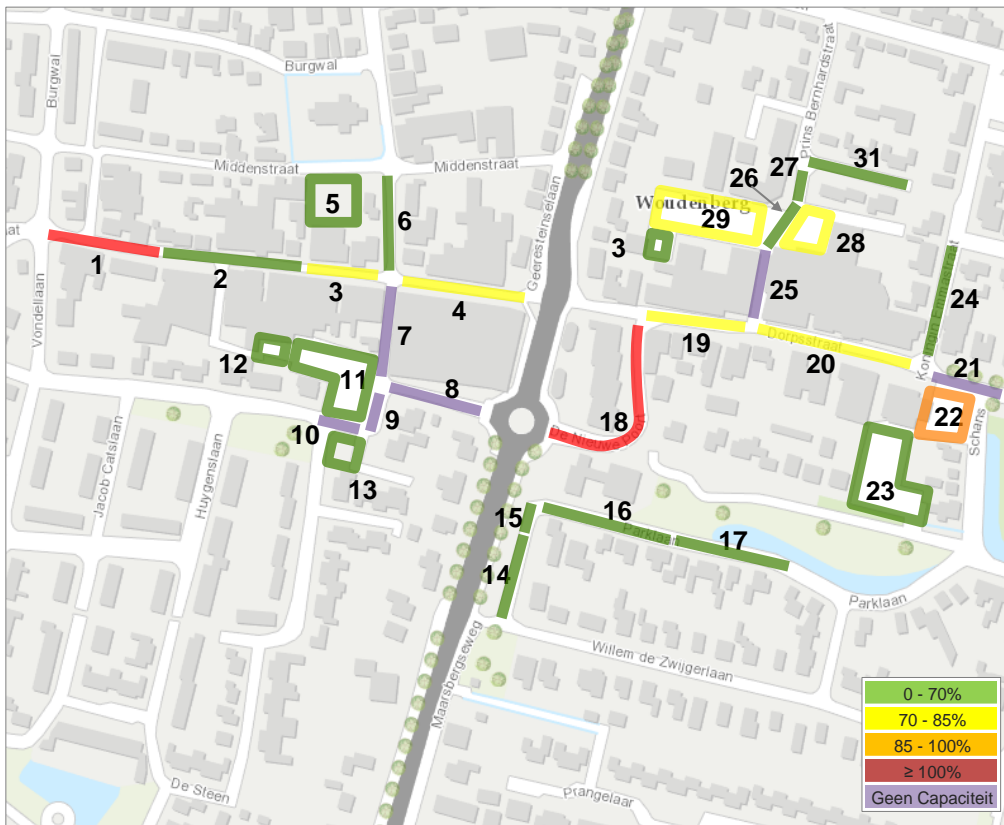 Burgwal
Burgwal
Prins Bernhardstraat
Middenstraat
Middenstraat
Geeresteinselaan
Woudenberg
5
6
27
31
26
29
28
3
1
2
3
4
25
24
aat
Vondellaan
7
19
Dorpsstraat
20
21
12
11
8
9
10
13
18
De Nieuwe Poort
22
Schans
23
Jacob Catslaan
Huygenslaan
15
16
Parklaan
17
14
Parklaan
Maarsbergseweg
Willem de Zwijgerlaan
De Steen
Prangelaar
0 - 70%
70 - 85%
85 - 100%
≥ 100%
Geen Capaciteit